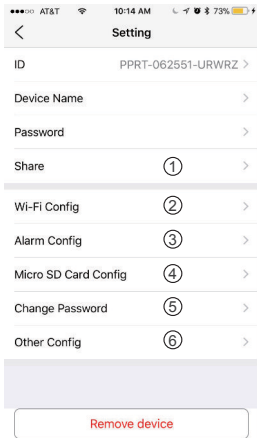 AT&T 10:14 AM 73%
Setting
ID PPRT-062551-URWRZ
Device Name
Password
Share ①
Wi-Fi Config ②
Alarm Config ③
Micro SD Card Config ④
Change Password ⑤
Other Config ⑥
Remove device